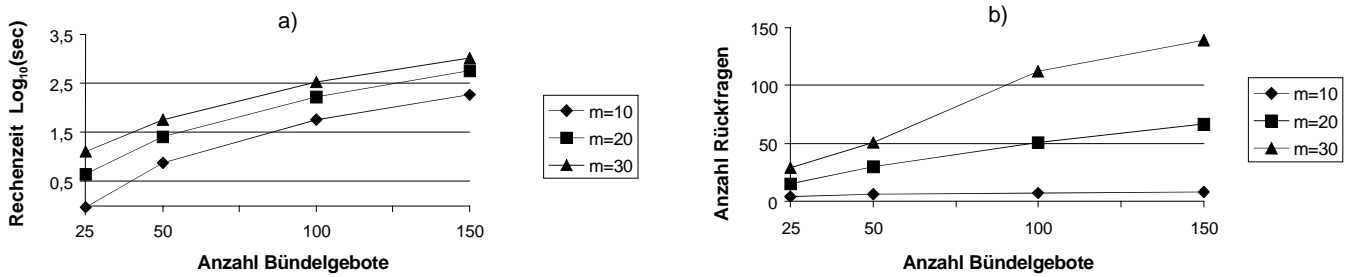 a)
Rechenzeit Log₁₀(sec)
3,5
2,5
1,5
0,5
25
50
100
150
Anzahl Bündelgebote
m=10
m=20
m=30
b)
Anzahl Rückfragen
150
100
50
0
25
50
100
150
Anzahl Bündelgebote
m=10
m=20
m=30